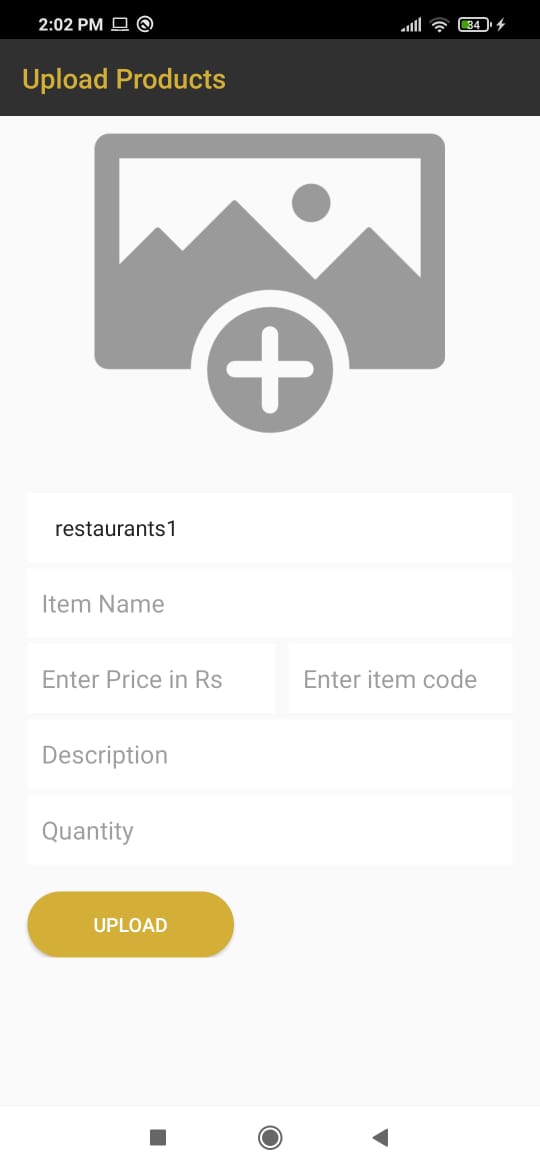 2:02 PM
34
Upload Products
restaurants1
Item Name
Enter Price in Rs Enter item code
Description
Quantity
UPLOAD